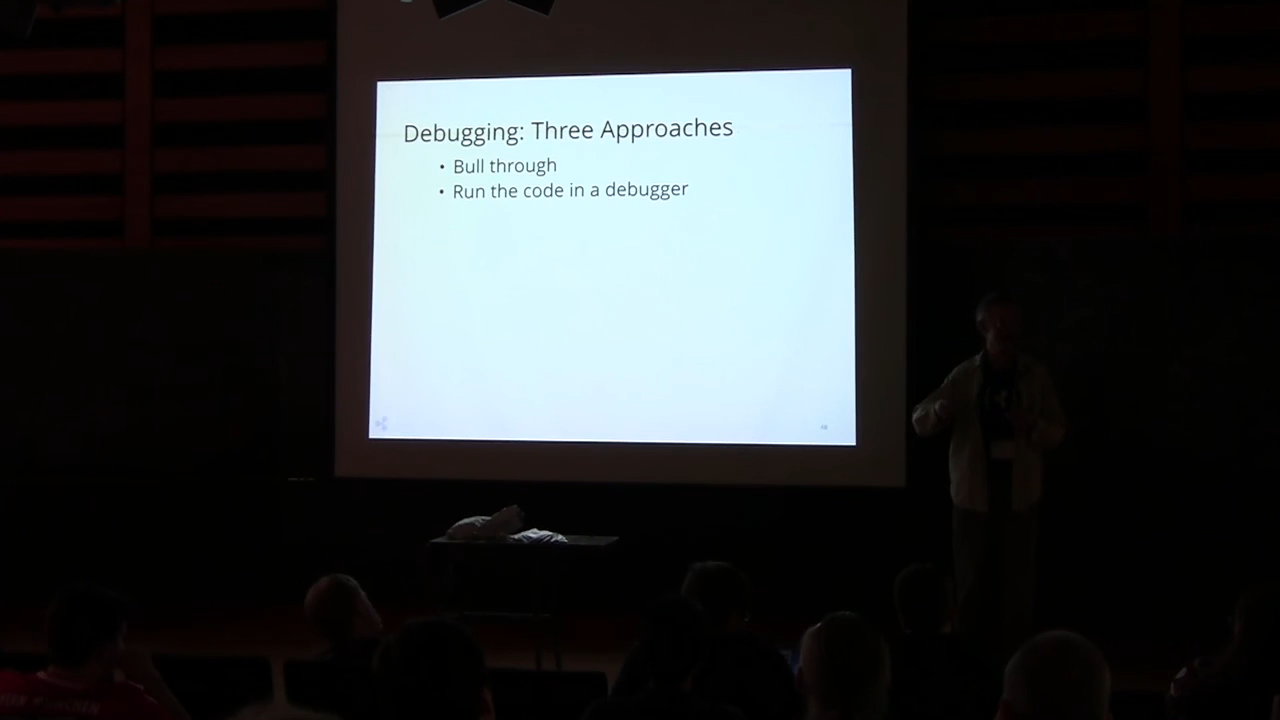 Debugging: Three Approaches
• Bull through
• Run the code in a debugger